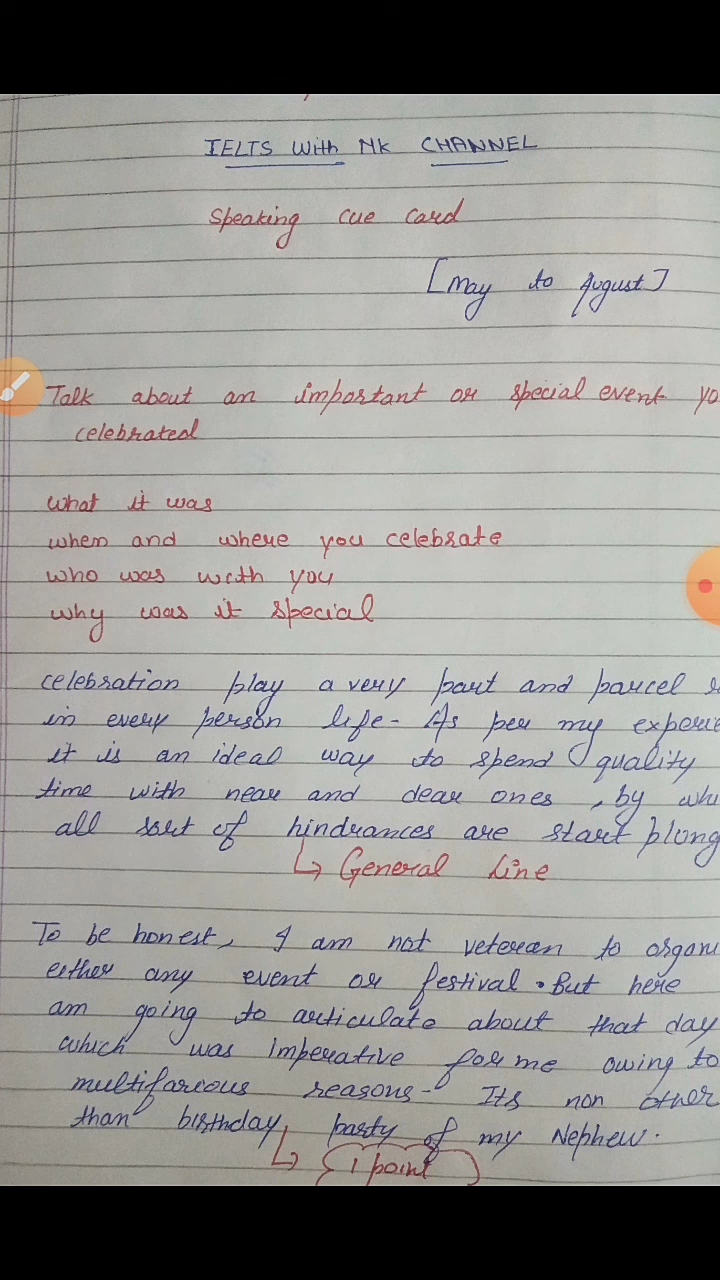 IELTS With NK CHANNEL
Speaking cue card
[May to August]
Talk about an important or special event yo
celebrated
what it was
when and where you celebrate
who was with you
why was it special
celebration play a very part and parcel
in every person life- As per my experie
it is an ideal way to spend quality
time with near and dear ones, by whi
all sort of hindrances are start plung
↳ General Line
To be honest, I am not veteran to organi
either any event or festival. But here
am going to articulate about that day
which was imperative for me owing to
multifarious reasons- Its non other
than birthday party of my Nephew.
↳ 1 point